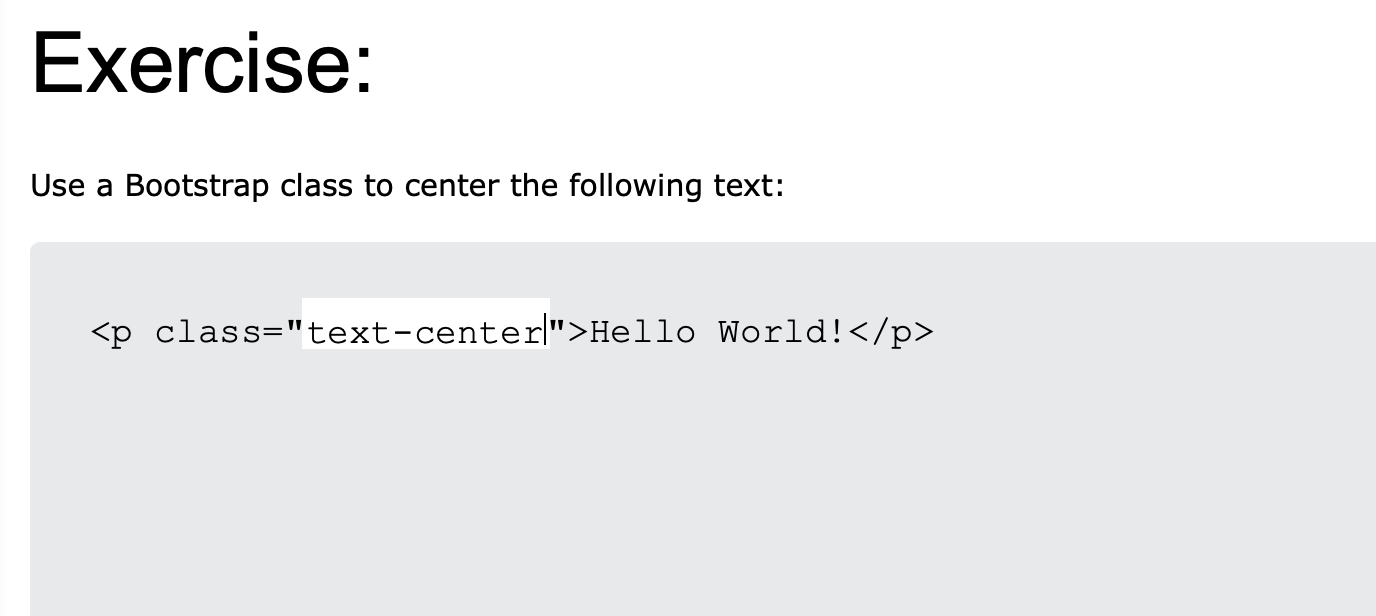 Exercise:
Use a Bootstrap class to center the following text:
<p class="text-center">Hello World!</p>